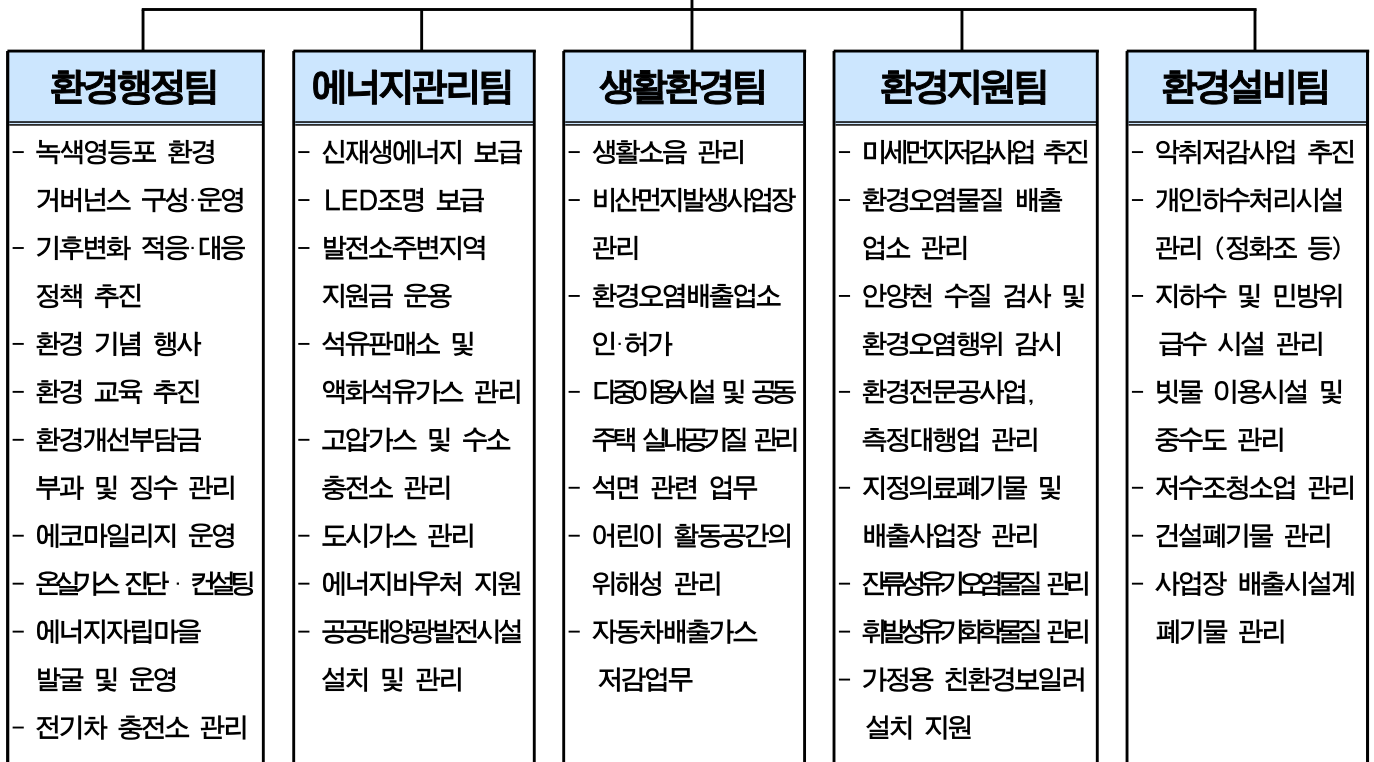 환경행정팀
- 녹색영등포 환경
거버넌스 구성·운영
- 기후변화 적응·대응
정책 추진
- 환경 기념 행사
- 환경 교육 추진
- 환경개선부담금
부과 및 징수 관리
- 에코마일리지 운영
- 온실가스 진단 · 컨설팅
- 에너지자립마을
발굴 및 운영
- 전기차 충전소 관리
에너지관리팀
- 신재생에너지 보급
- LED조명 보급
- 발전소주변지역
지원금 운용
- 석유판매소 및
액화석유가스 관리
- 고압가스 및 수소
충전소 관리
- 도시가스 관리
- 에너지바우처 지원
- 공공태양광발전시설
설치 및 관리
생활환경팀
- 생활소음 관리
- 비산먼지발생사업장
관리
- 환경오염배출업소
인·허가
- 다중이용시설 및 공동
주택 실내공기질 관리
- 석면 관련 업무
- 어린이 활동공간의
위해성 관리
- 자동차배출가스
저감업무
환경지원팀
- 미세먼지저감사업 추진
- 환경오염물질 배출
업소 관리
- 안양천 수질 검사 및
환경오염행위 감시
- 환경전문공사업,
측정대행업 관리
- 지정의료폐기물 및
배출사업장 관리
- 잔류성유기오염물질 관리
- 휘발성유기화학물질 관리
- 가정용 친환경보일러
설치 지원
환경설비팀
- 악취저감사업 추진
- 개인하수처리시설
관리 (정화조 등)
- 지하수 및 민방위
급수 시설 관리
- 빗물 이용시설 및
중수도 관리
- 저수조청소업 관리
- 건설폐기물 관리
- 사업장 배출시설계
폐기물 관리